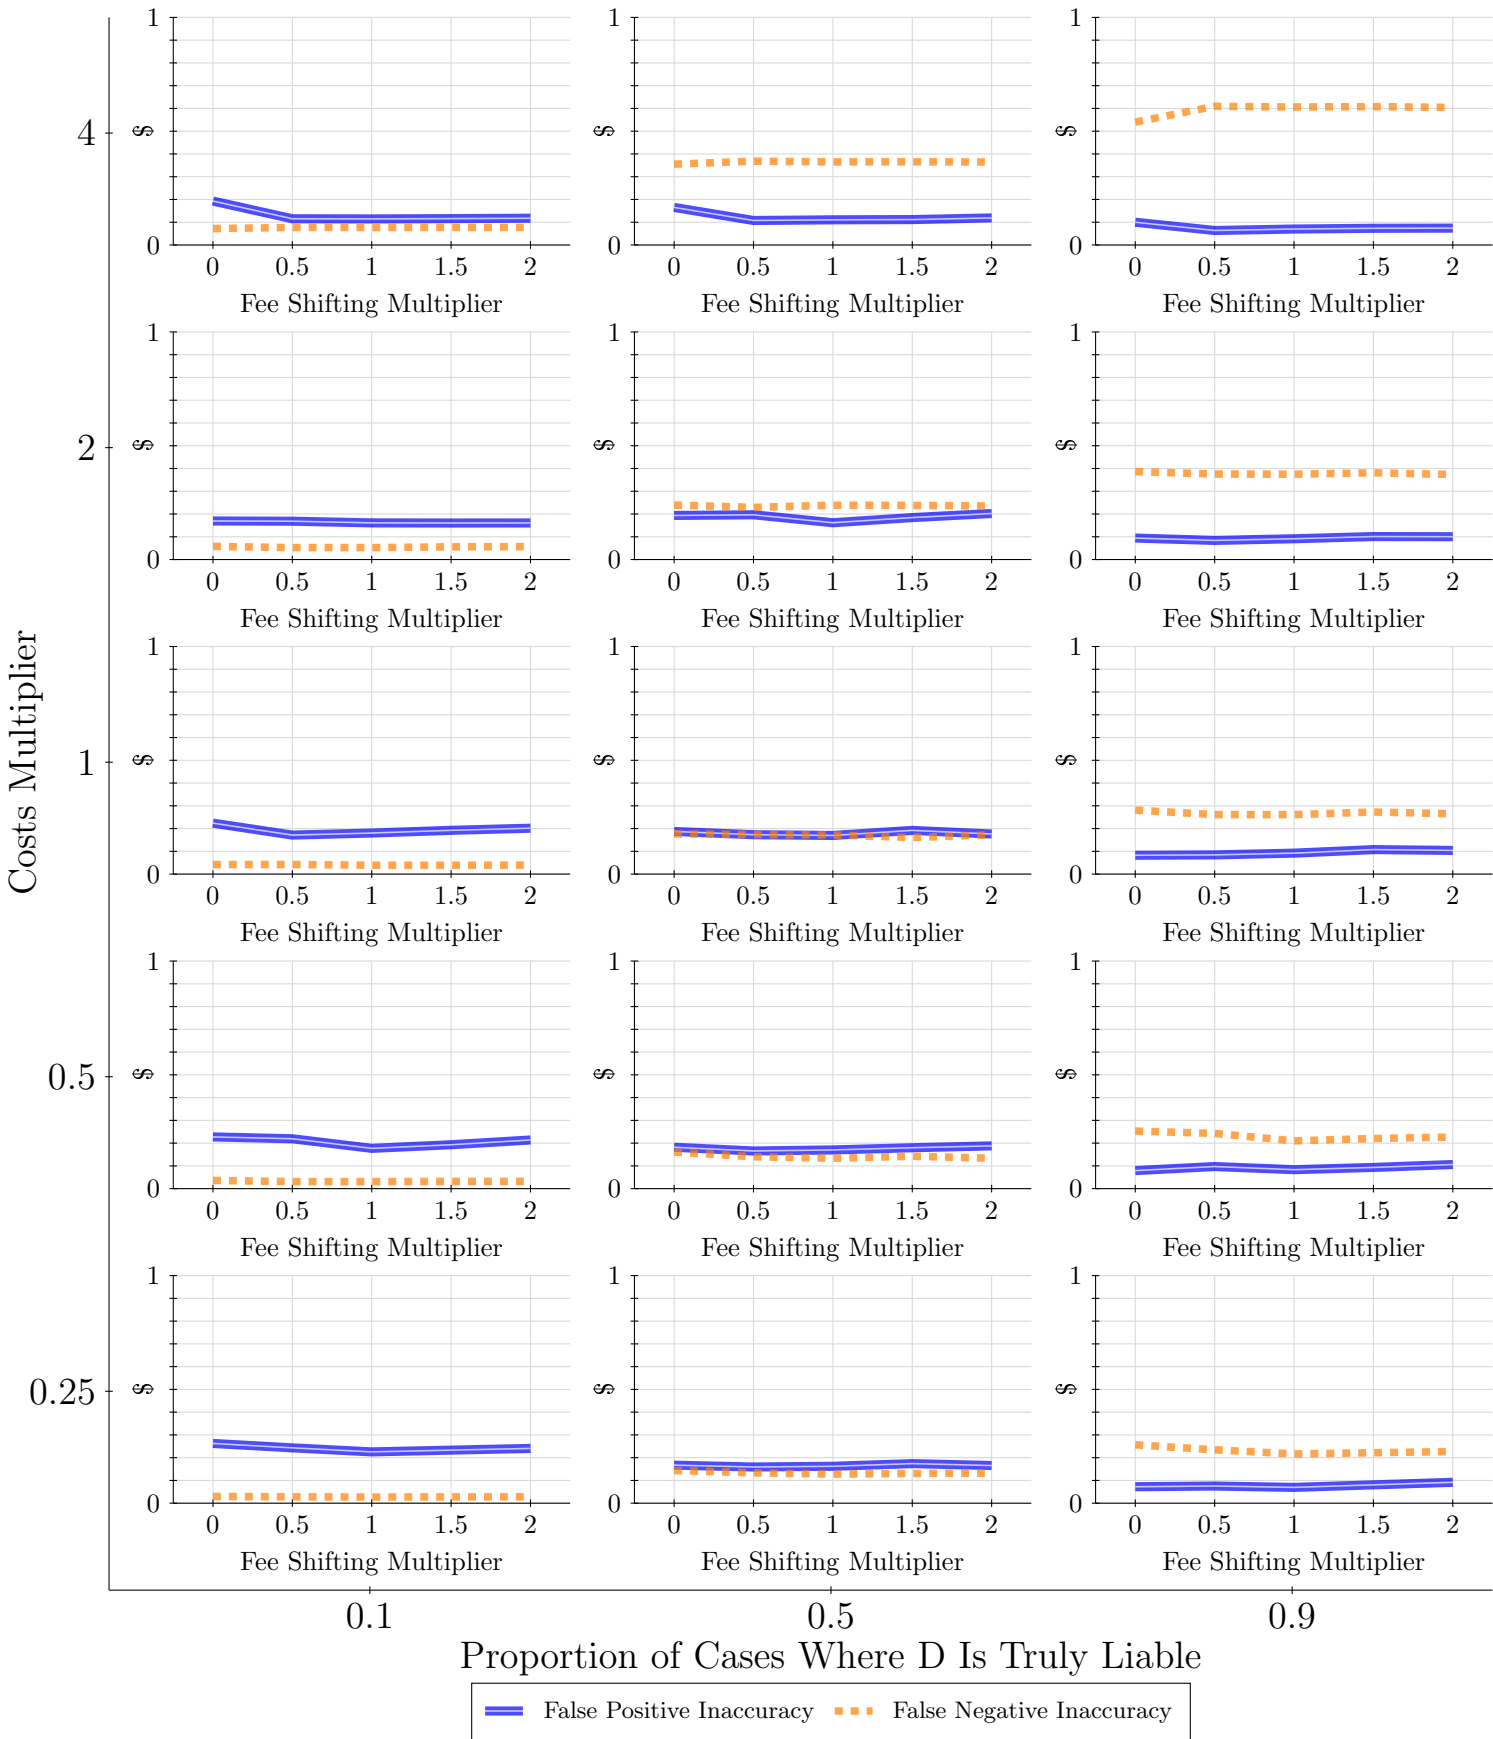 Costs Multiplier
4
1
$
0
0 0.5 1 1.5 2
Fee Shifting Multiplier
1
$
0
0 0.5 1 1.5 2
Fee Shifting Multiplier
1
$
0
0 0.5 1 1.5 2
Fee Shifting Multiplier
2
1
$
0
0 0.5 1 1.5 2
Fee Shifting Multiplier
1
$
0
0 0.5 1 1.5 2
Fee Shifting Multiplier
1
$
0
0 0.5 1 1.5 2
Fee Shifting Multiplier
1
1
$
0
0 0.5 1 1.5 2
Fee Shifting Multiplier
1
$
0
0 0.5 1 1.5 2
Fee Shifting Multiplier
1
$
0
0 0.5 1 1.5 2
Fee Shifting Multiplier
0.5
1
$
0
0 0.5 1 1.5 2
Fee Shifting Multiplier
1
$
0
0 0.5 1 1.5 2
Fee Shifting Multiplier
1
$
0
0 0.5 1 1.5 2
Fee Shifting Multiplier
0.25
1
$
0
0 0.5 1 1.5 2
Fee Shifting Multiplier
1
$
0
0 0.5 1 1.5 2
Fee Shifting Multiplier
1
$
0
0 0.5 1 1.5 2
Fee Shifting Multiplier
0.1 0.5 0.9
Proportion of Cases Where D Is Truly Liable
False Positive Inaccuracy False Negative Inaccuracy